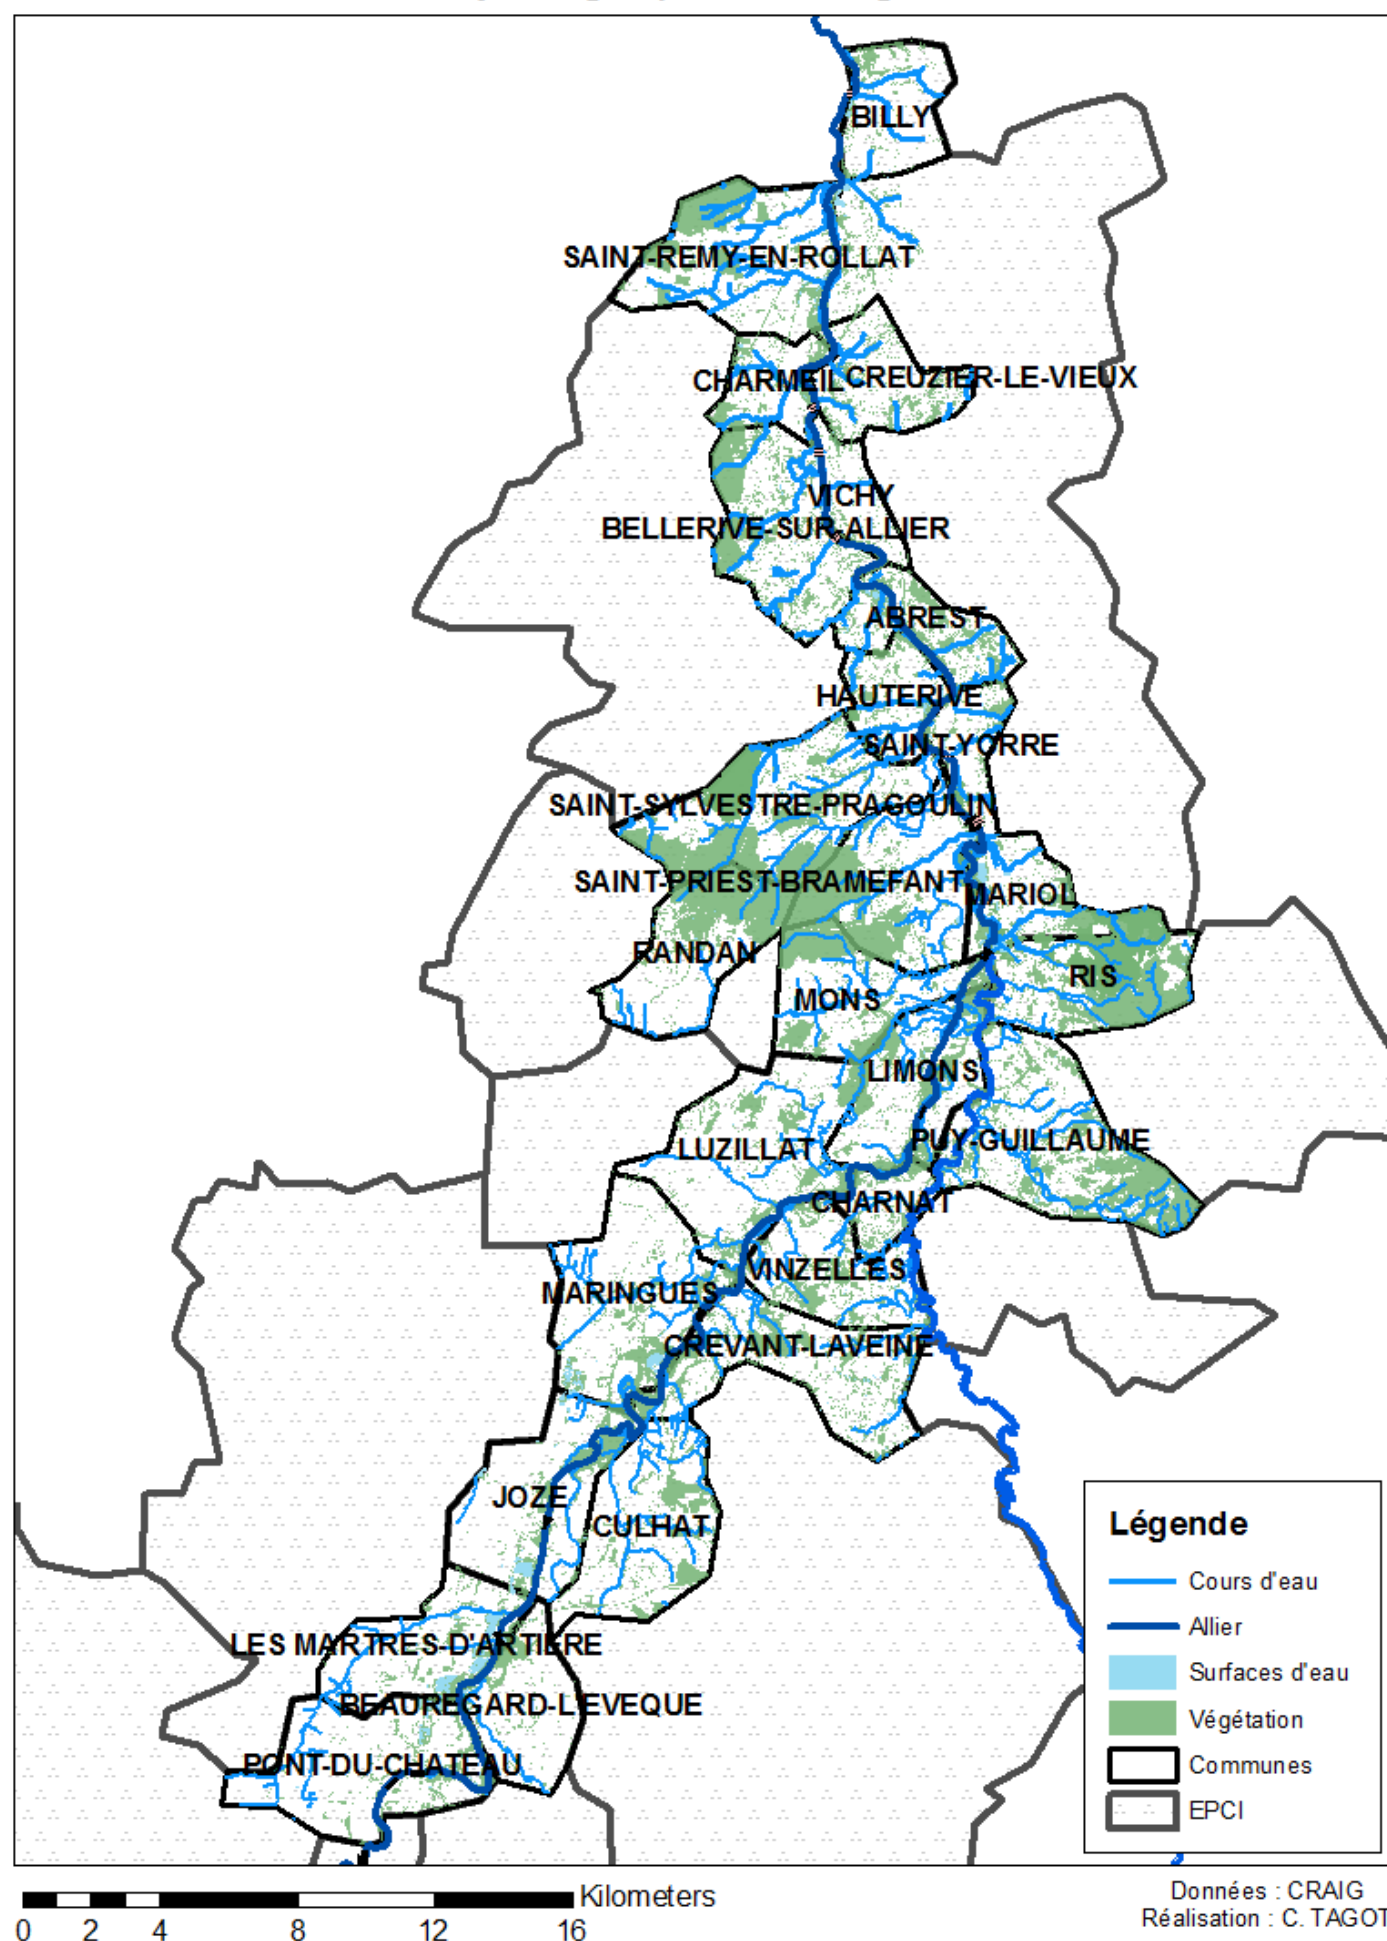 BILLY
SAINT-REMY-EN-ROLLAT
CHARMEIL
CREUZIER-LE-VIEUX
VICHY
BELLERIVE-SUR-ALLIER
ABREST
HAUTERIVE
SAINT-YORRE
SAINT-SYLVESTRE-PRAGOULIN
SAINT-PRIEST-BRAMEFANT
MARIOL
RANDAN
RIS
MONS
LIMONS
PUY-GUILLAUME
LUZILLAT
CHARNAT
VINZELLES
MARINGUES
CREVANT-LAVEINE
JOZE
CULHAT
LES MARTRES-D'ARTIERE
BEAUREGARD-L'EVEQUE
PONT-DU-CHATEAU
Légende
Cours d'eau
Allier
Surfaces d'eau
Végétation
Communes
EPCI
Kilometers
0 2 4 8 12 16
Données : CRAIG
Réalisation : C. TAGOT